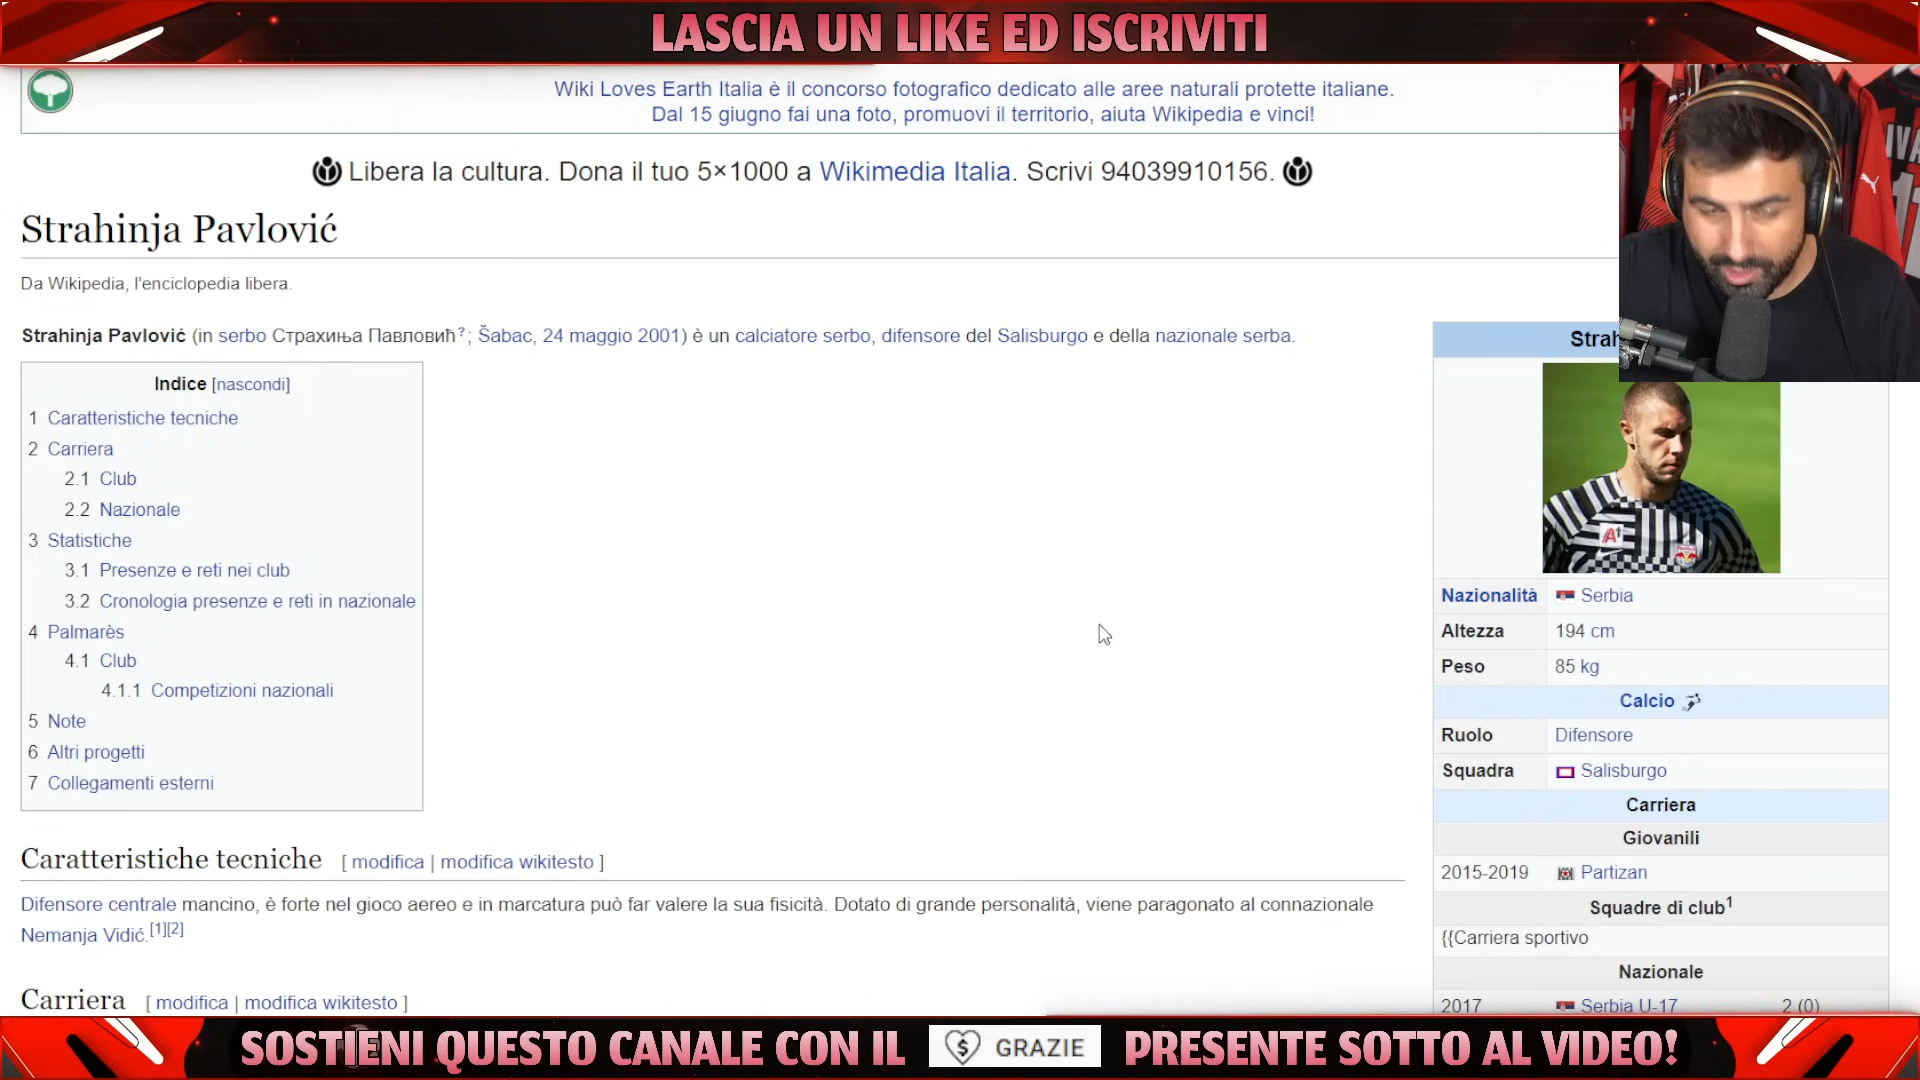 LASCIA UN LIKE ED ISCRIVITI
Wiki Loves Earth Italia è il concorso fotografico dedicato alle aree naturali protette italiane.
Dal 15 giugno fai una foto, promuovi il territorio, aiuta Wikipedia e vinci!
Libera la cultura. Dona il tuo 5×1000 a Wikimedia Italia. Scrivi 94039910156.
Strahinja Pavlović
Da Wikipedia, l'enciclopedia libera.
Strahinja Pavlović (in serbo Страхиња Павловић?; Šabac, 24 maggio 2001) è un calciatore serbo, difensore del Salisburgo e della nazionale serba.
Indice [nascondi]
1 Caratteristiche tecniche
2 Carriera
2.1 Club
2.2 Nazionale
3 Statistiche
3.1 Presenze e reti nei club
3.2 Cronologia presenze e reti in nazionale
4 Palmarès
4.1 Club
4.1.1 Competizioni nazionali
5 Note
6 Altri progetti
7 Collegamenti esterni
Caratteristiche tecniche [ modifica | modifica wikitesto ]
Difensore centrale mancino, è forte nel gioco aereo e in marcatura può far valere la sua fisicità. Dotato di grande personalità, viene paragonato al connazionale
Nemanja Vidić.[1][2]
Carriera [ modifica | modifica wikitesto ]
Strah
Nazionalità Serbia
Altezza 194 cm
Peso 85 kg
Calcio
Ruolo Difensore
Squadra Salisburgo
Carriera
Giovanili
2015-2019 Partizan
Squadre di club1
{{Carriera sportivo
Nazionale
2017 Serbia U-17 2 (0)
SOSTIENI QUESTO CANALE CON IL GRAZIE PRESENTE SOTTO AL VIDEO!